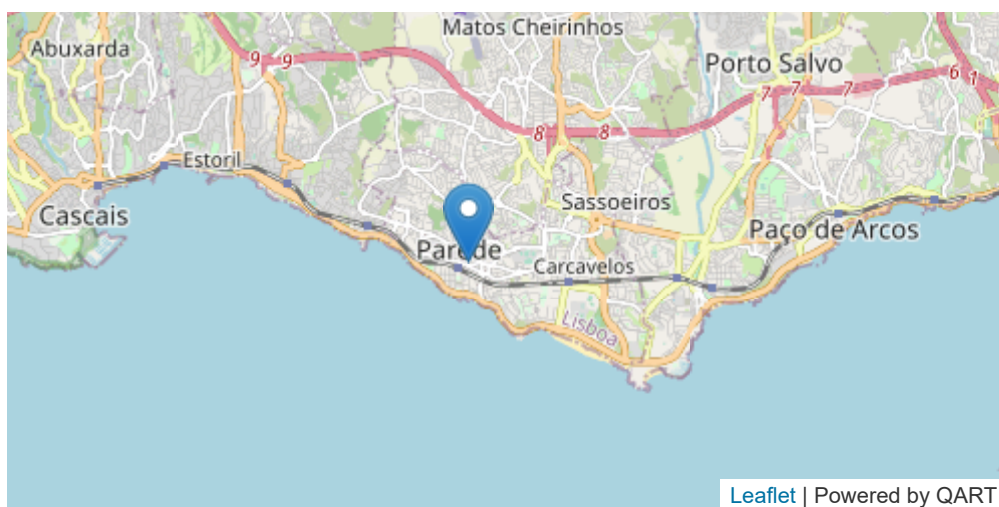 Matos Cheirinhos
Abuxarda
9
9
Porto Salvo
6
1
7
7
7
8
8
Estoril
Sassoeiros
Cascais
Paço de Arcos
Parede
Carcavelos
Lisboa
Leaflet | Powered by QART